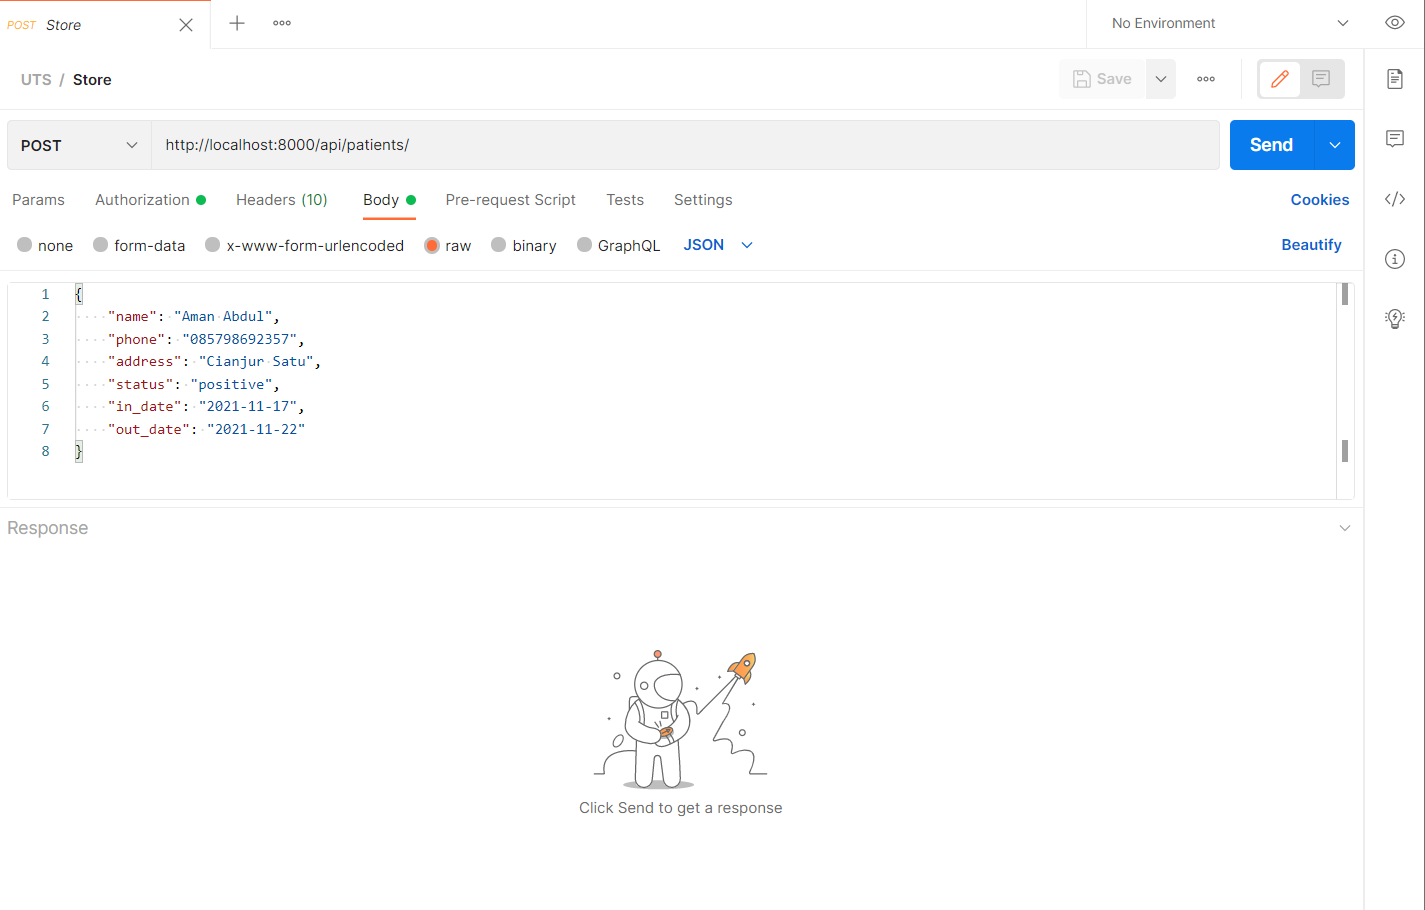 POST Store
No Environment
UTS / Store
Save
POST
http://localhost:8000/api/patients/
Send
Params Authorization Headers (10) Body Pre-request Script Tests Settings Cookies
none form-data x-www-form-urlencoded raw binary GraphQL JSON Beautify
1 {
2 "name": "Aman Abdul",
3 "phone": "085798692357",
4 "address": "Cianjur Satu",
5 "status": "positive",
6 "in_date": "2021-11-17",
7 "out_date": "2021-11-22"
8 }
Response
Click Send to get a response